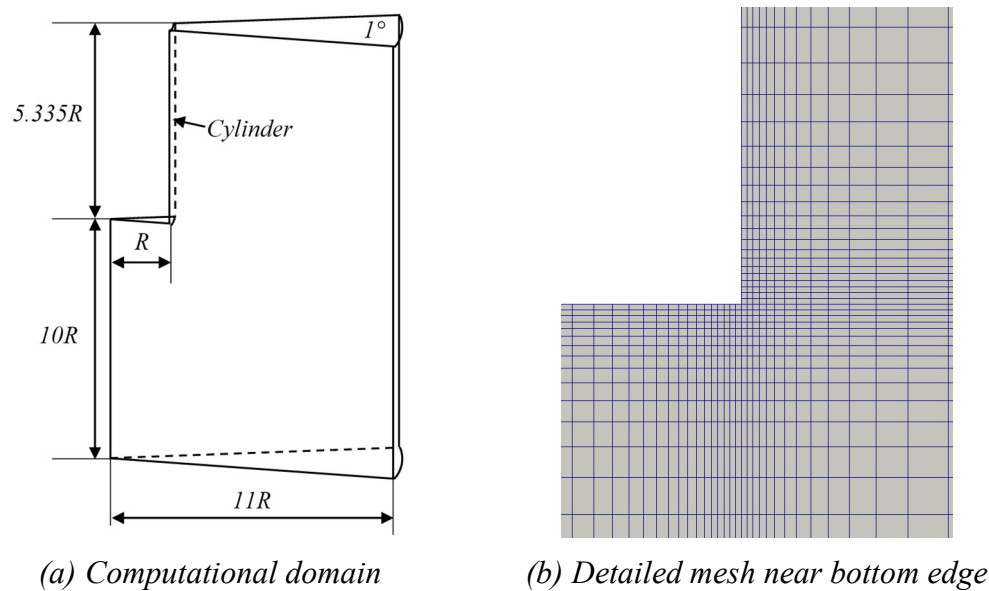 1°
5.335R
Cylinder
R
10R
11R
(a) Computational domain
(b) Detailed mesh near bottom edge